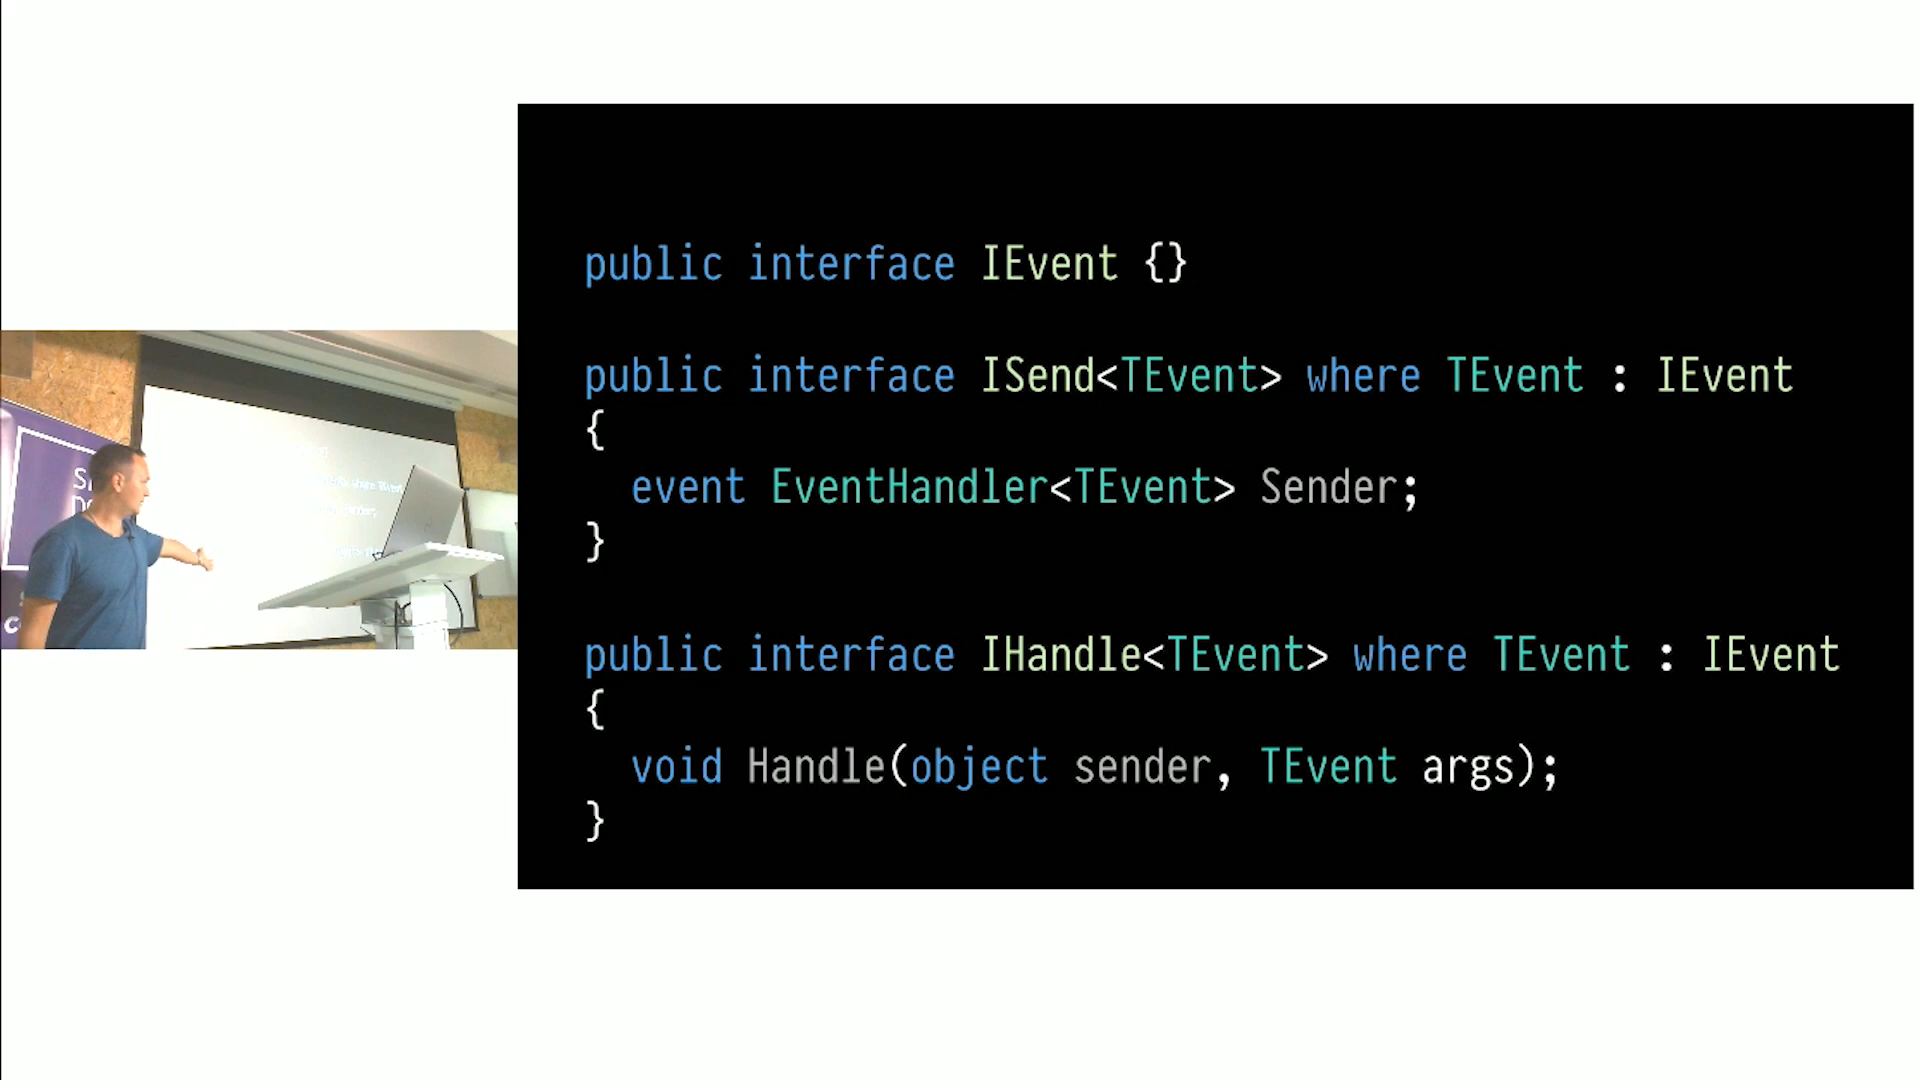 public interface IEvent {}
public interface ISend<TEvent> where TEvent : IEvent
{
event EventHandler<TEvent> Sender;
}
public interface IHandle<TEvent> where TEvent : IEvent
{
void Handle(object sender, TEvent args);
}